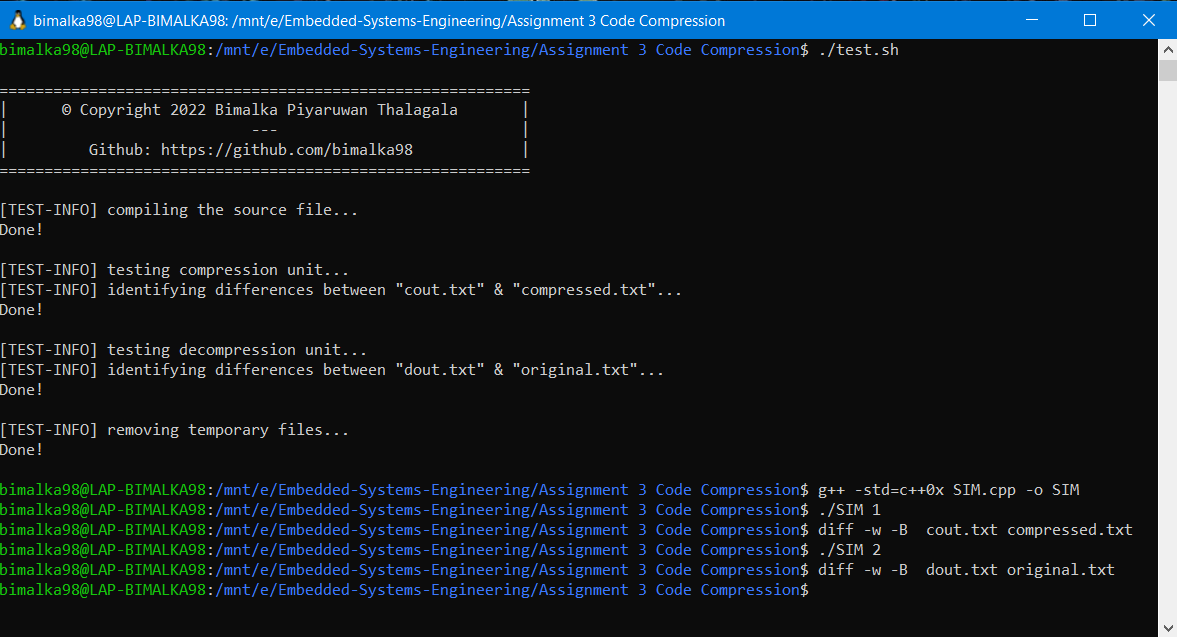 bimalka98@LAP-BIMALKA98: /mnt/e/Embedded-Systems-Engineering/Assignment 3 Code Compression
bimalka98@LAP-BIMALKA98:/mnt/e/Embedded-Systems-Engineering/Assignment 3 Code Compression$ ./test.sh
===========================================================
|      © Copyright 2022 Bimalka Piyaruwan Thalagala       |
|                           ---                           |
|         Github: https://github.com/bimalka98            |
===========================================================
[TEST-INFO] compiling the source file...
Done!
[TEST-INFO] testing compression unit...
[TEST-INFO] identifying differences between "cout.txt" & "compressed.txt"...
Done!
[TEST-INFO] testing decompression unit...
[TEST-INFO] identifying differences between "dout.txt" & "original.txt"...
Done!
[TEST-INFO] removing temporary files...
Done!
bimalka98@LAP-BIMALKA98:/mnt/e/Embedded-Systems-Engineering/Assignment 3 Code Compression$ g++ -std=c++0x SIM.cpp -o SIM
bimalka98@LAP-BIMALKA98:/mnt/e/Embedded-Systems-Engineering/Assignment 3 Code Compression$ ./SIM 1
bimalka98@LAP-BIMALKA98:/mnt/e/Embedded-Systems-Engineering/Assignment 3 Code Compression$ diff -w -B  cout.txt compressed.txt
bimalka98@LAP-BIMALKA98:/mnt/e/Embedded-Systems-Engineering/Assignment 3 Code Compression$ ./SIM 2
bimalka98@LAP-BIMALKA98:/mnt/e/Embedded-Systems-Engineering/Assignment 3 Code Compression$ diff -w -B  dout.txt original.txt
bimalka98@LAP-BIMALKA98:/mnt/e/Embedded-Systems-Engineering/Assignment 3 Code Compression$